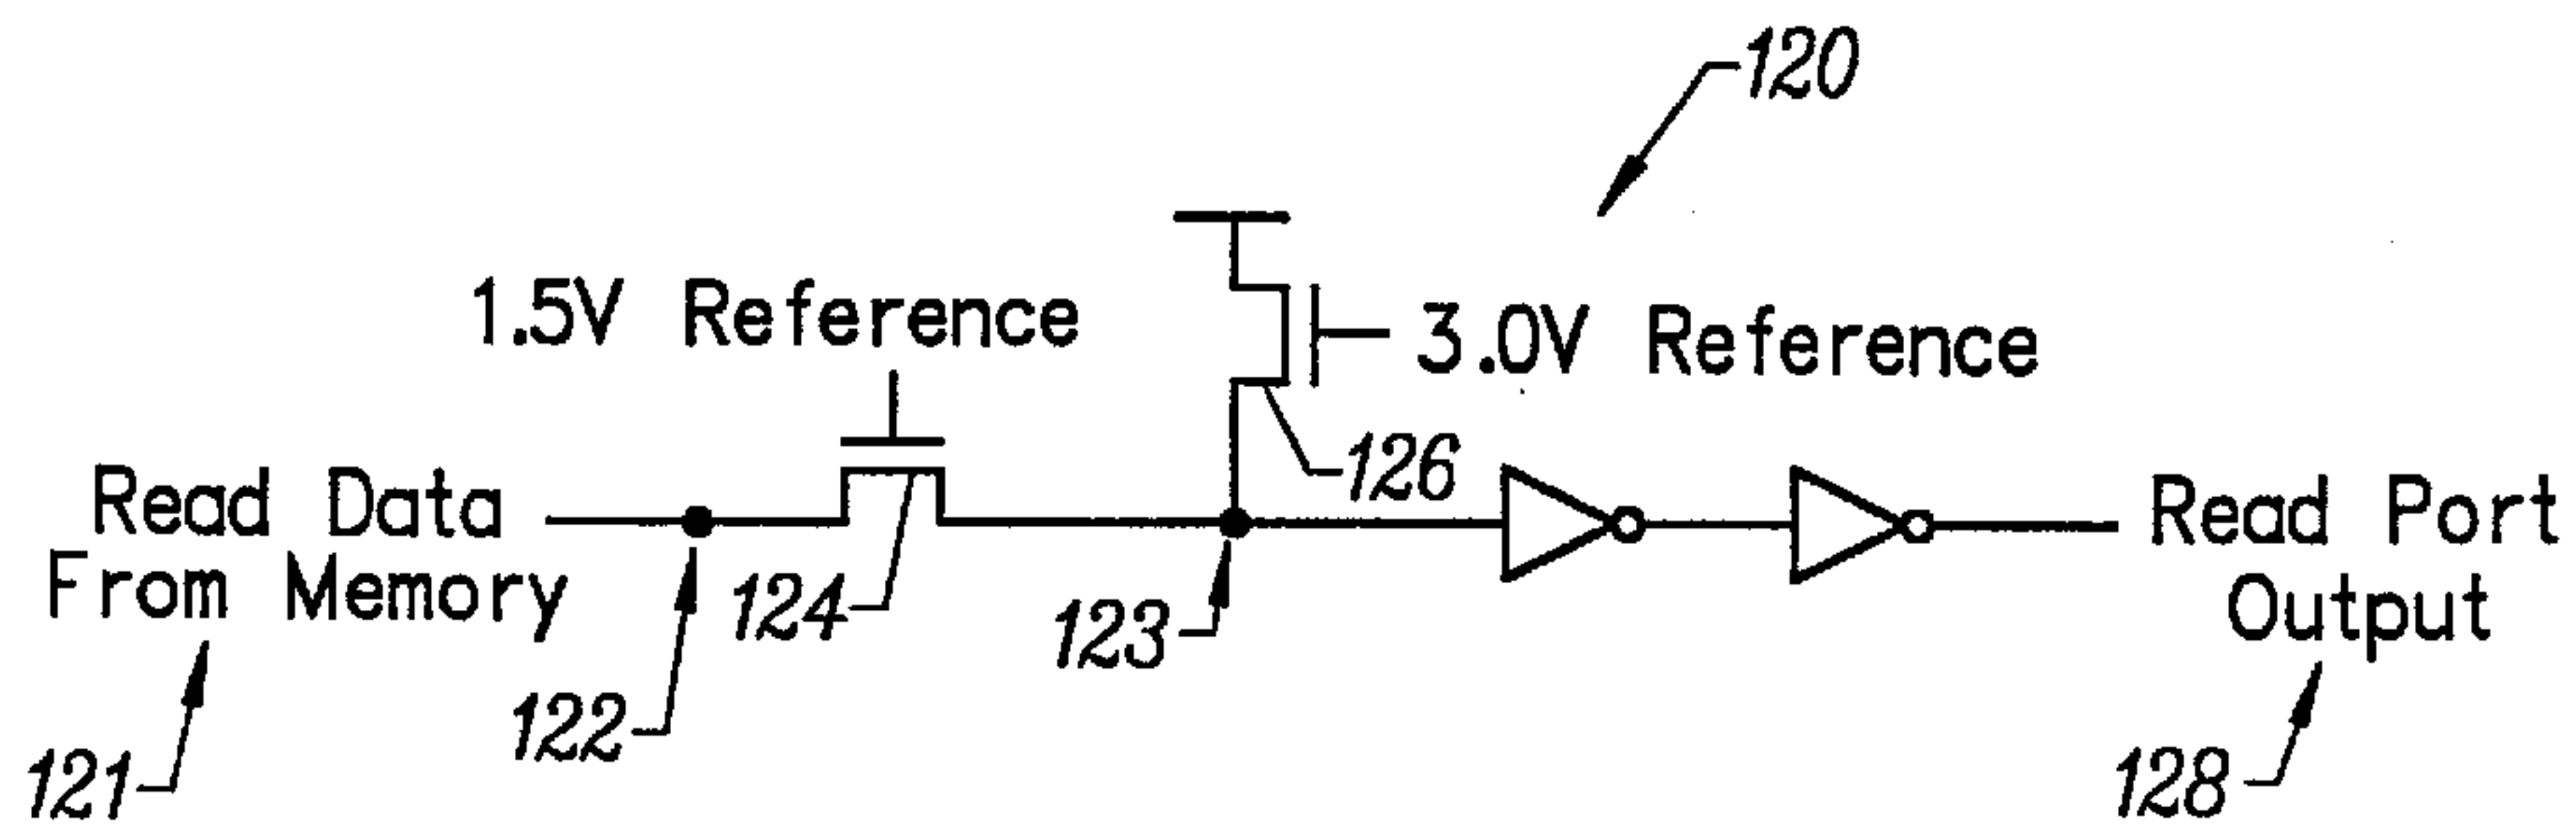 120
1.5V Reference
3.0V Reference
126
Read Data
From Memory
124
123
122
121
Read Port
Output
128